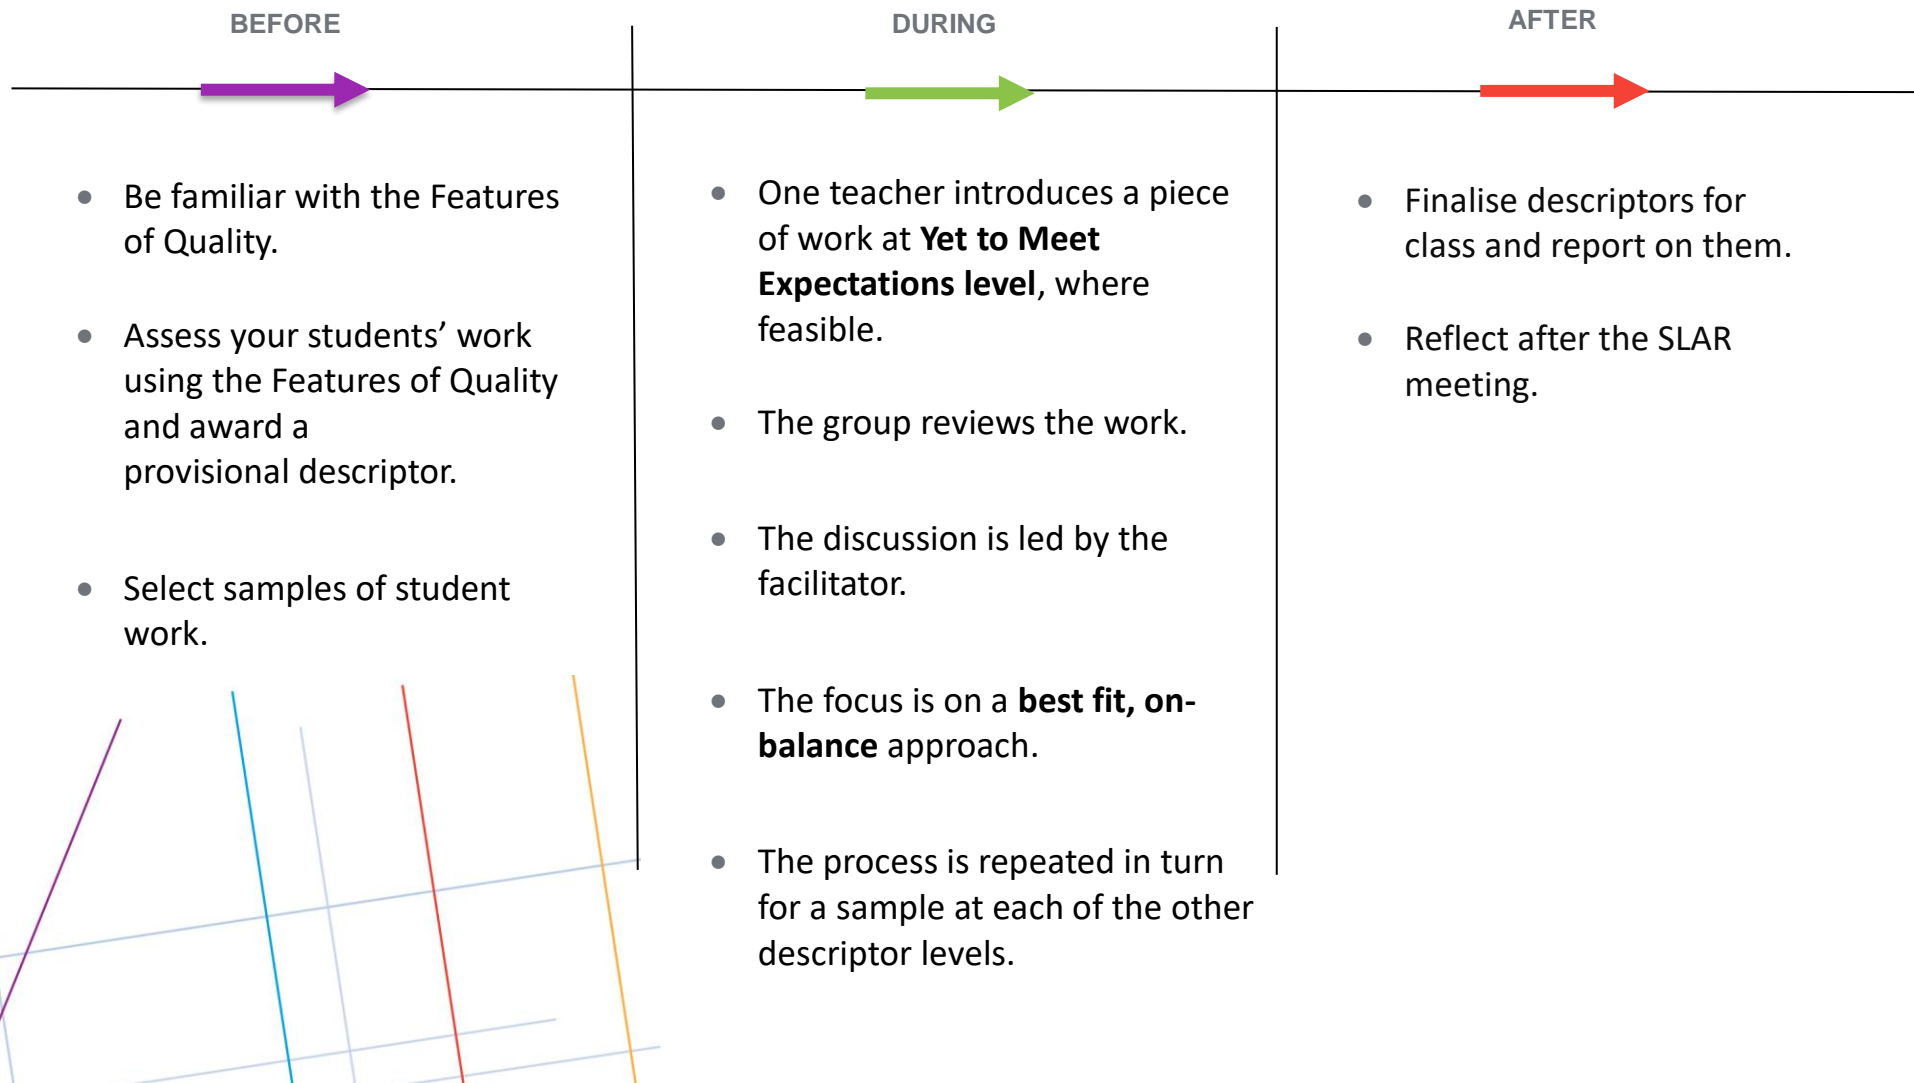 BEFORE
● Be familiar with the Features
of Quality.
● Assess your students’ work
using the Features of Quality
and award a
provisional descriptor.
● Select samples of student
work.
DURING
● One teacher introduces a piece
of work at Yet to Meet
Expectations level, where
feasible.
● The group reviews the work.
● The discussion is led by the
facilitator.
● The focus is on a best fit, on-
balance approach.
● The process is repeated in turn
for a sample at each of the other
descriptor levels.
AFTER
● Finalise descriptors for
class and report on them.
● Reflect after the SLAR
meeting.